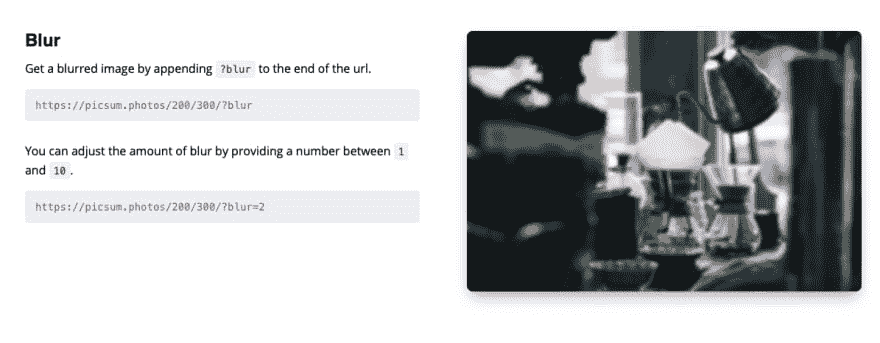 Blur
Get a blurred image by appending ?blur to the end of the url.
https://picsum.photos/200/300/?blur
You can adjust the amount of blur by providing a number between 1
and 10.
https://picsum.photos/200/300/?blur=2